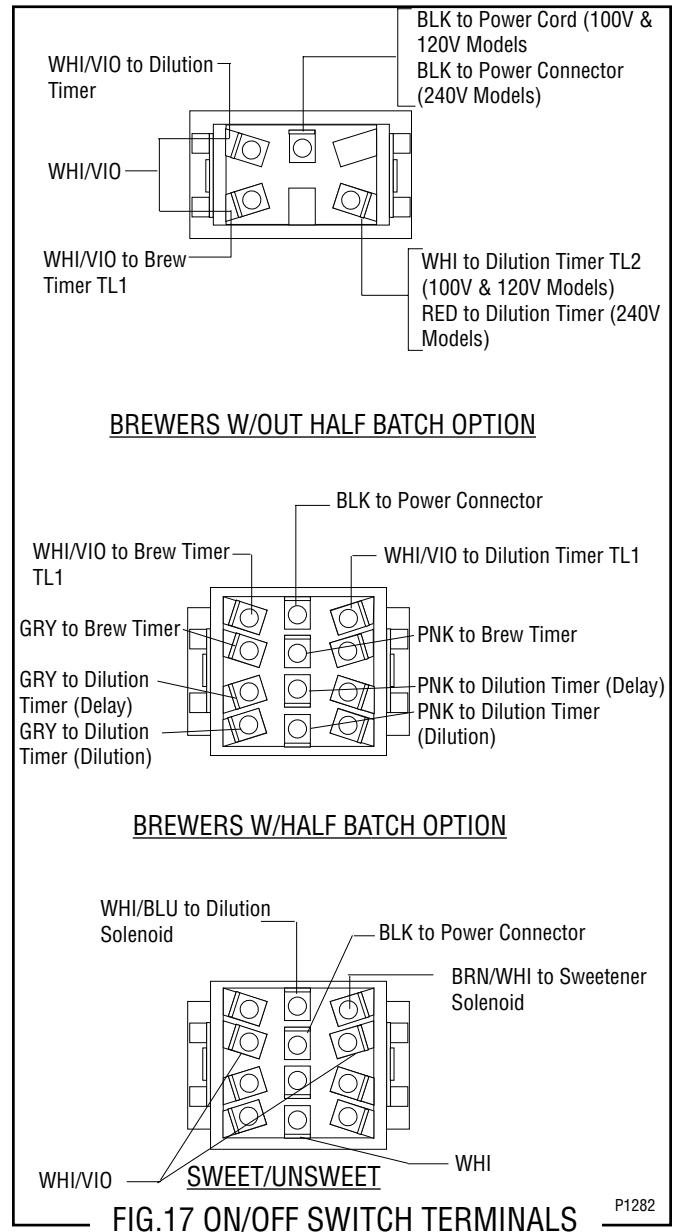 BLK to Power Cord (100V &
120V Models
BLK to Power Connector
(240V Models)
WHI/VIO to Dilution
Timer
WHI/VIO
WHI/VIO to Brew
Timer TL1
WHI to Dilution Timer TL2
(100V & 120V Models)
RED to Dilution Timer (240V
Models)
BREWERS W/OUT HALF BATCH OPTION
BLK to Power Connector
WHI/VIO to Brew Timer
TL1
WHI/VIO to Dilution Timer TL1
GRY to Brew Timer
PNK to Brew Timer
GRY to Dilution
Timer (Delay)
PNK to Dilution Timer (Delay)
GRY to Dilution
Timer (Dilution)
PNK to Dilution Timer
(Dilution)
BREWERS W/HALF BATCH OPTION
WHI/BLU to Dilution
Solenoid
BLK to Power Connector
BRN/WHI to Sweetener
Solenoid
WHI/VIO
SWEET/UNSWEET
WHI
FIG.17 ON/OFF SWITCH TERMINALS
P1282